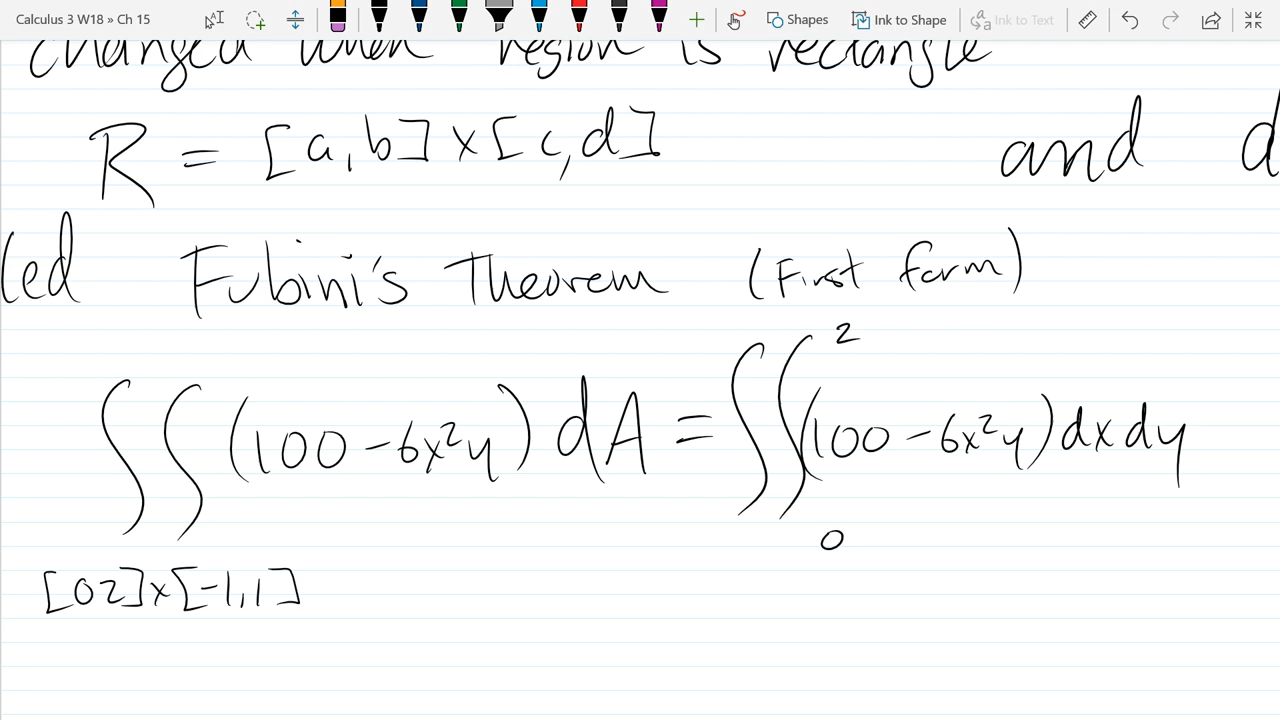 Calculus 3 W18 » Ch 15 Shapes Ink to Shape Ink to Text
changed when region is rectangle
R = [a,b] x [c,d] and d
led Fubini's Theorem (First form)
∫∫ (100 - 6x²y) dA = ∫∫₀² (100 - 6x²y) dx dy
[0 2] x [-1, 1]